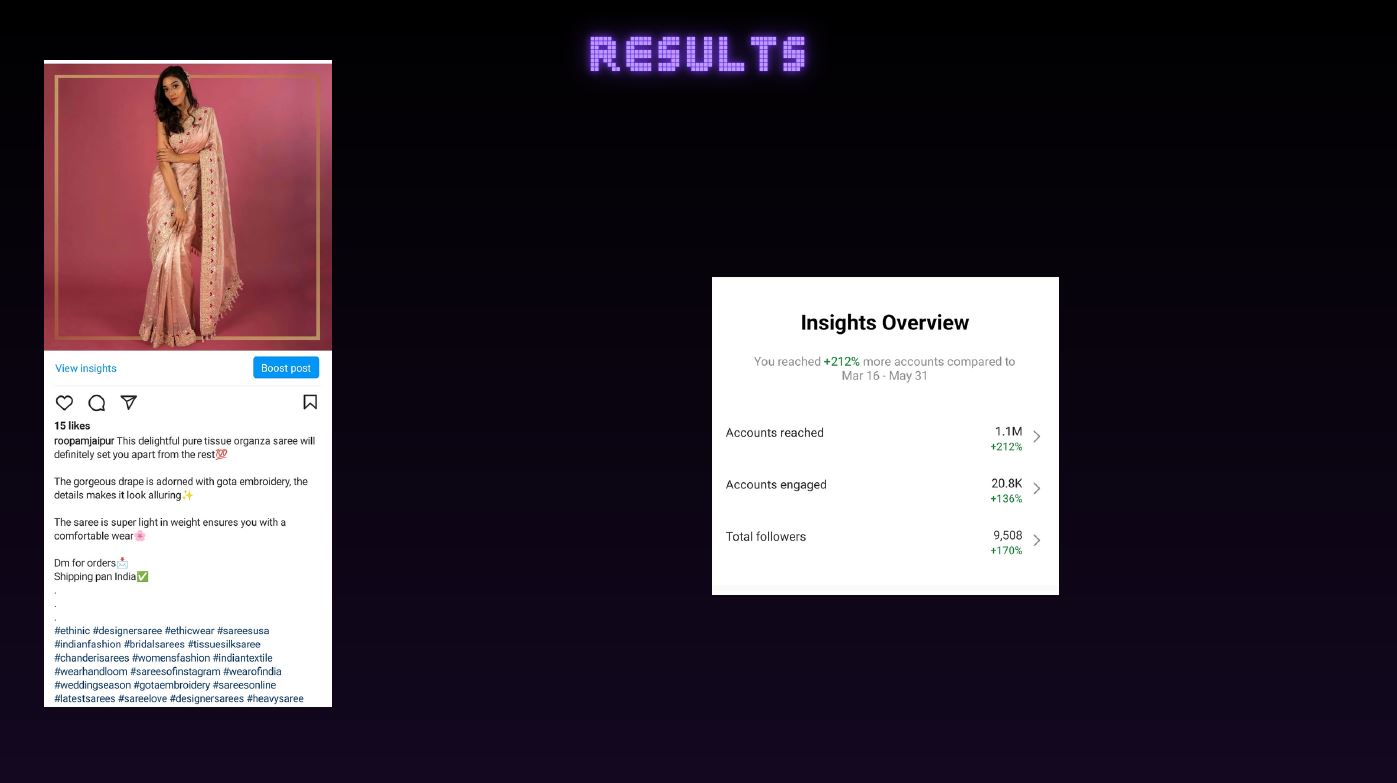 RESULTS
View insights
Boost post
15 likes
roopamjaipur This delightful pure tissue organza saree will
definitely set you apart from the rest💯
The gorgeous drape is adorned with gota embroidery, the
details makes it look alluring✨
The saree is super light in weight ensures you with a
comfortable wear🌸
Dm for orders📩
Shipping pan India✅
.
.
.
#ethinic #designersaree #ethicwear #sareesusa
#indianfashion #bridalsarees #tissuesilksaree
#chanderisarees #womensfashion #indiantextile
#wearhandloom #sareesofinstagram #wearofindia
#weddingseason #gotaembroidery #sareesonline
#latestsarees #sareelove #designersarees #heavysaree
Insights Overview
You reached +212% more accounts compared to
Mar 16 - May 31
Accounts reached
1.1M
+212%
Accounts engaged
20.8K
+136%
Total followers
9,508
+170%